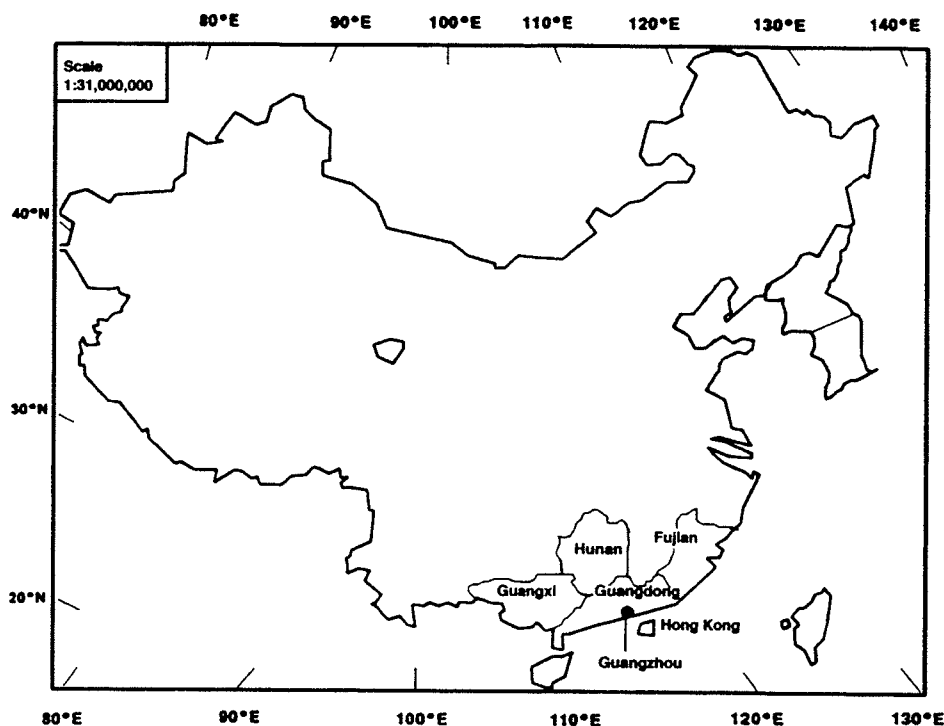 80°E 90°E 100°E 110°E 120°E 130°E 140°E
Scale
1:31,000,000
40°N
30°N
20°N
Hunan
Fujian
Guangxi
Guangdong
Hong Kong
Guangzhou
80°E 90°E 100°E 110°E 120°E 130°E